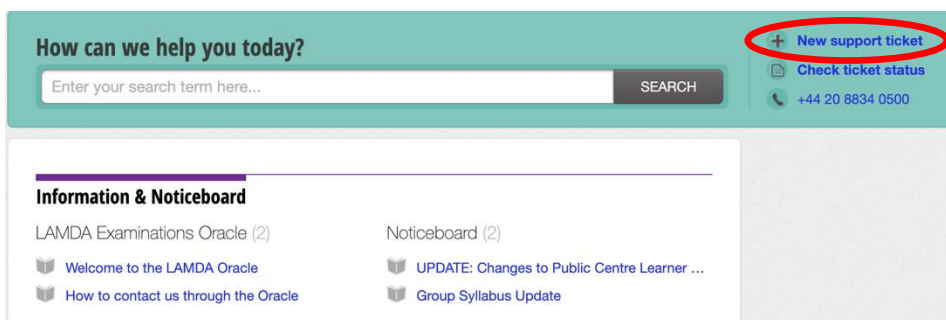 How can we help you today?
Enter your search term here...
SEARCH
New support ticket
Check ticket status
+44 20 8834 0500
Information & Noticeboard
LAMDA Examinations Oracle (2)
Welcome to the LAMDA Oracle
How to contact us through the Oracle
Noticeboard (2)
UPDATE: Changes to Public Centre Learner ...
Group Syllabus Update